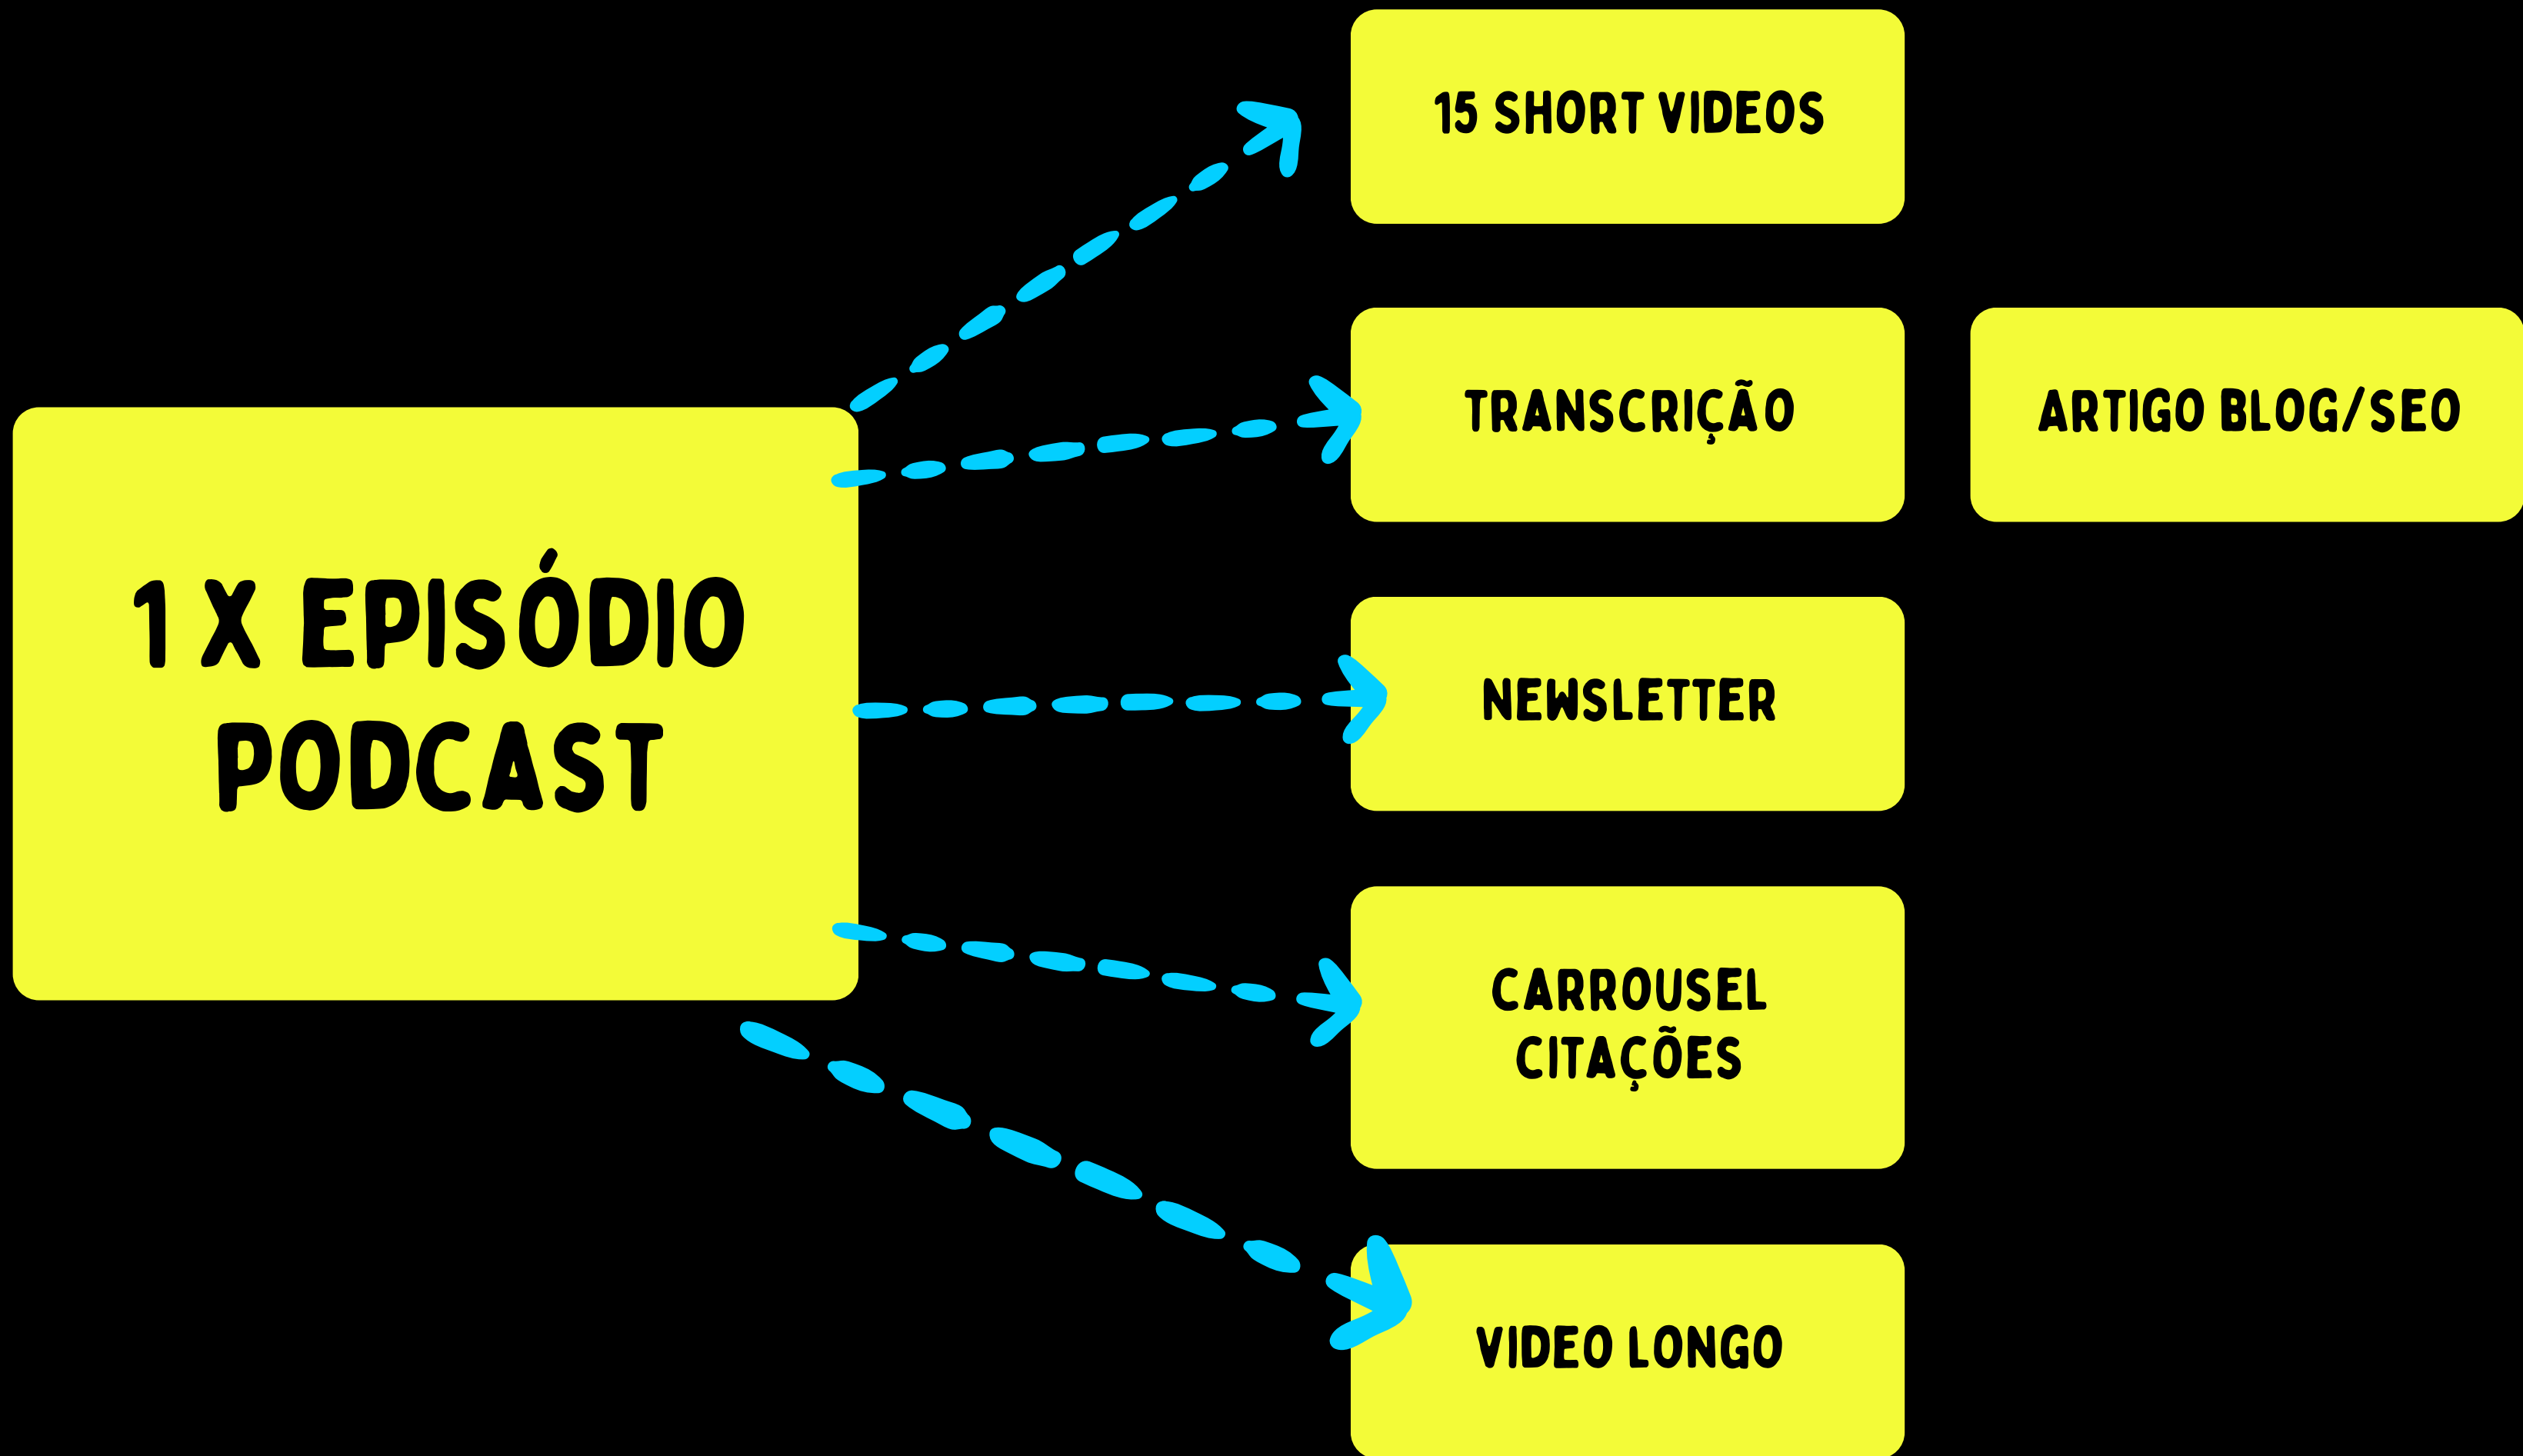 1 X EPISÓDIO
PODCAST
15 SHORT VIDEOS
TRANSCRIÇÃO
ARTIGO BLOG/SEO
NEWSLETTER
CARROUSEL
CITAÇÕES
VIDEO LONGO